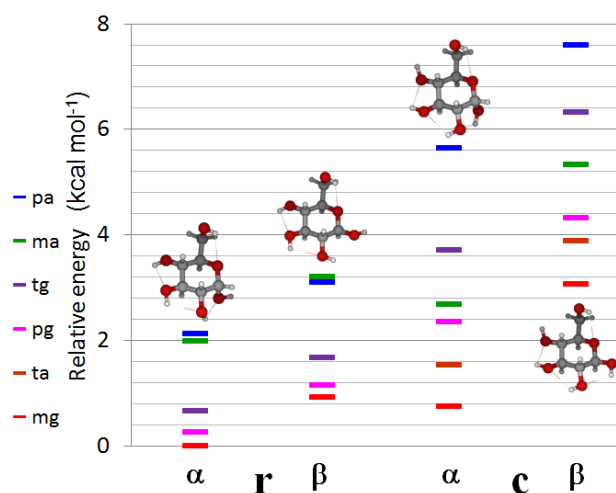 8
6
4
2
0
Relative energy (kcal mol⁻¹)
pa
ma
tg
pg
ta
mg
α r β α c β